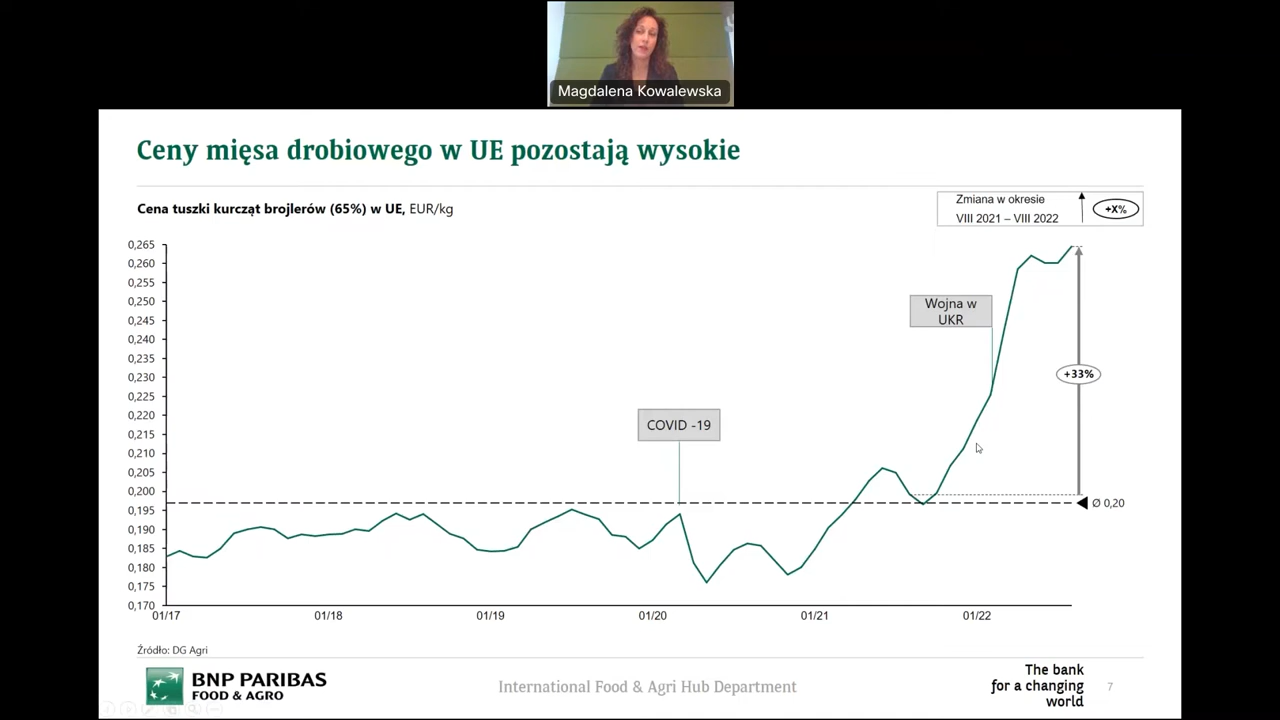 Magdalena Kowalewska
Ceny mięsa drobiowego w UE pozostają wysokie
Cena tuszki kurcząt brojlerów (65%) w UE, EUR/kg
Zmiana w okresie
VIII 2021 – VIII 2022
+X%
0,265
0,260
0,255
0,250
0,245
0,240
0,235
0,230
0,225
0,220
0,215
0,210
0,205
0,200
0,195
0,190
0,185
0,180
0,175
0,170
Wojna w
UKR
+33%
COVID -19
Ø 0,20
01/17
01/18
01/19
01/20
01/21
01/22
Źródło: DG Agri
BNP PARIBAS
FOOD & AGRO
International Food & Agri Hub Department
The bank
for a changing
world
7